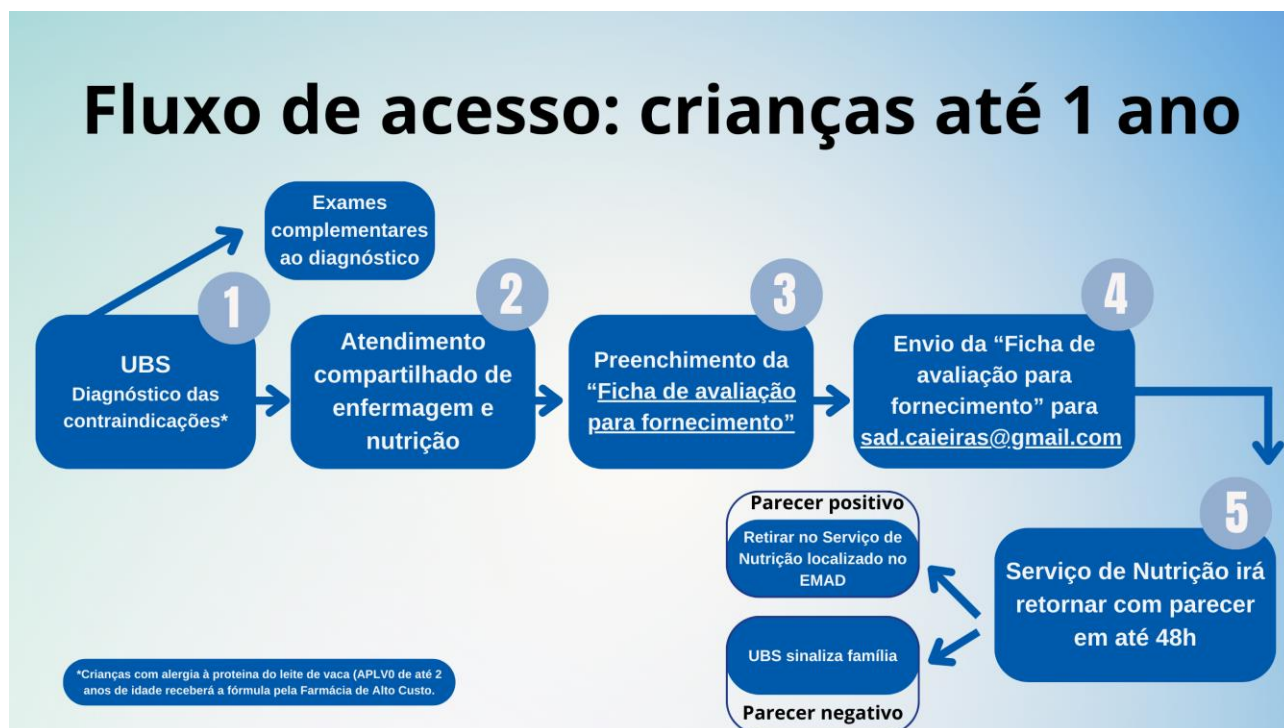 Fluxo de acesso: crianças até 1 ano
Exames
complementares
ao diagnóstico
1
UBS
Diagnóstico das
contraindicações*
2
Atendimento
compartilhado de
enfermagem e
nutrição
3
Preenchimento da
“Ficha de avaliação
para fornecimento”
4
Envio da “Ficha de
avaliação para
fornecimento” para
sad.caieiras@gmail.com
5
Serviço de Nutrição irá
retornar com parecer
em até 48h
Parecer positivo
Retirar no Serviço de
Nutrição localizado no
EMAD
UBS sinaliza família
Parecer negativo
*Crianças com alergia à proteina do leite de vaca (APLV0 de até 2
anos de idade receberá a fórmula pela Farmácia de Alto Custo.